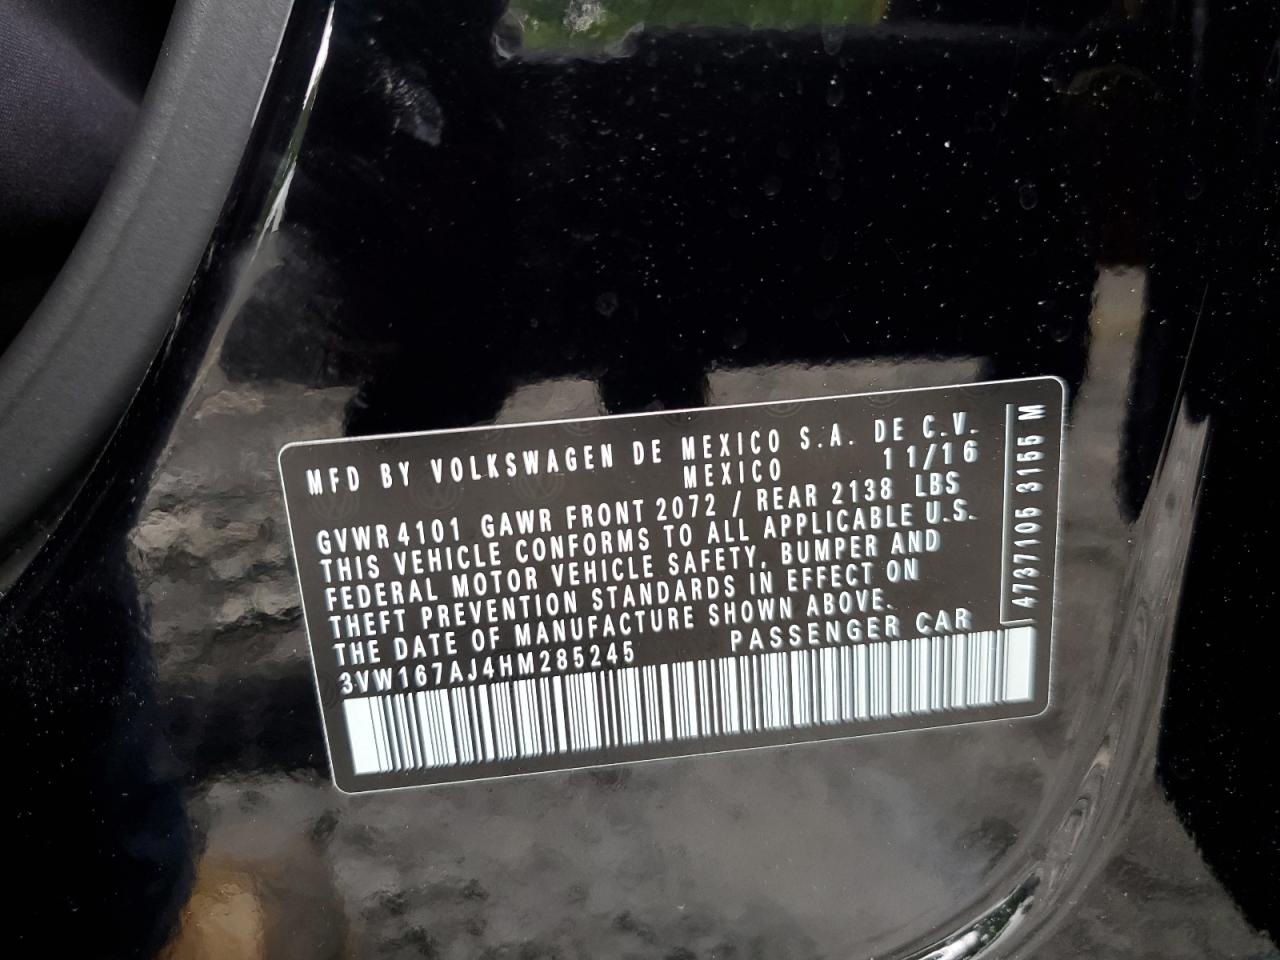 MFD BY VOLKSWAGEN DE MEXICO S.A. DE C.V.
MEXICO 11/16
GVWR 4101 GAWR FRONT 2072 / REAR 2138 LBS
THIS VEHICLE CONFORMS TO ALL APPLICABLE U.S.
FEDERAL MOTOR VEHICLE SAFETY, BUMPER AND
THEFT PREVENTION STANDARDS IN EFFECT ON
THE DATE OF MANUFACTURE SHOWN ABOVE.
3VW167AJ4HM285245 PASSENGER CAR
4737105 3155 M